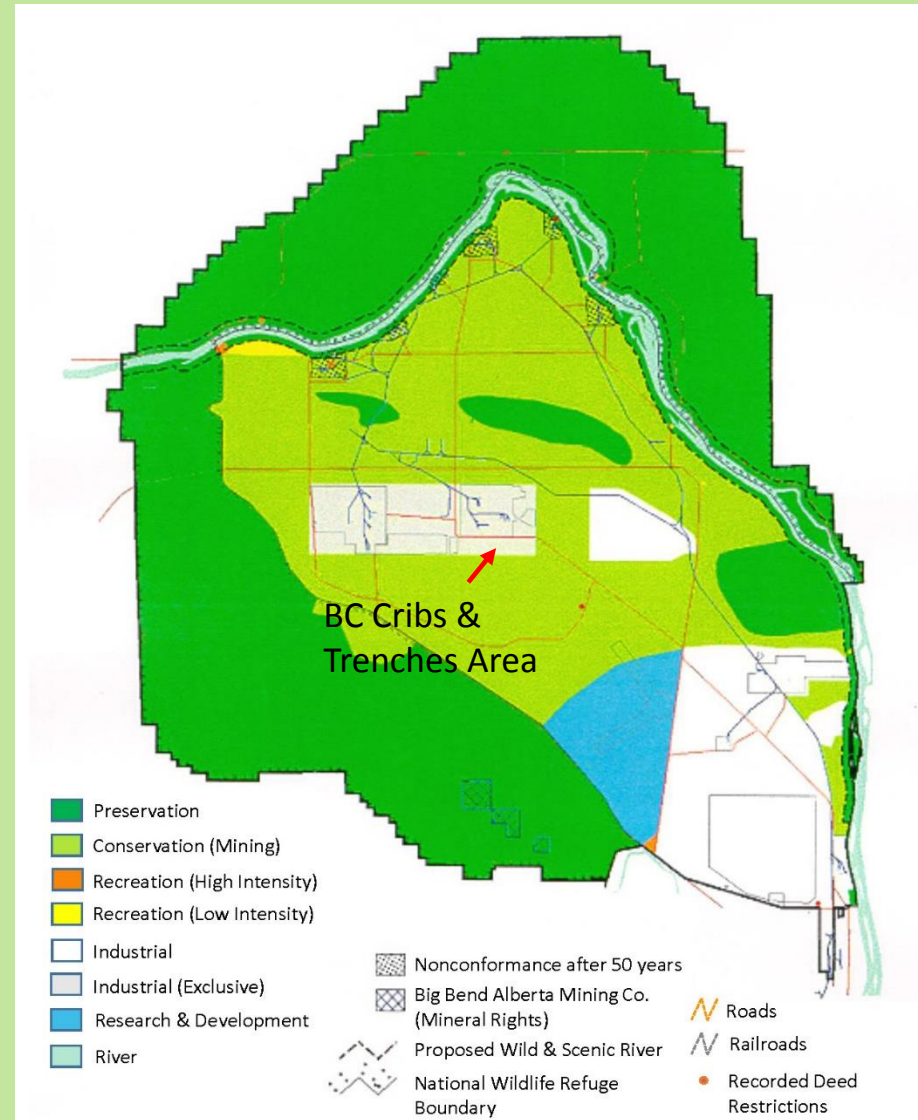 BC Cribs &
Trenches Area
Preservation
Conservation (Mining)
Recreation (High Intensity)
Recreation (Low Intensity)
Industrial
Industrial (Exclusive)
Research & Development
River
Nonconformance after 50 years
Big Bend Alberta Mining Co.
(Mineral Rights)
Proposed Wild & Scenic River
National Wildlife Refuge
Boundary
Roads
Railroads
Recorded Deed
Restrictions